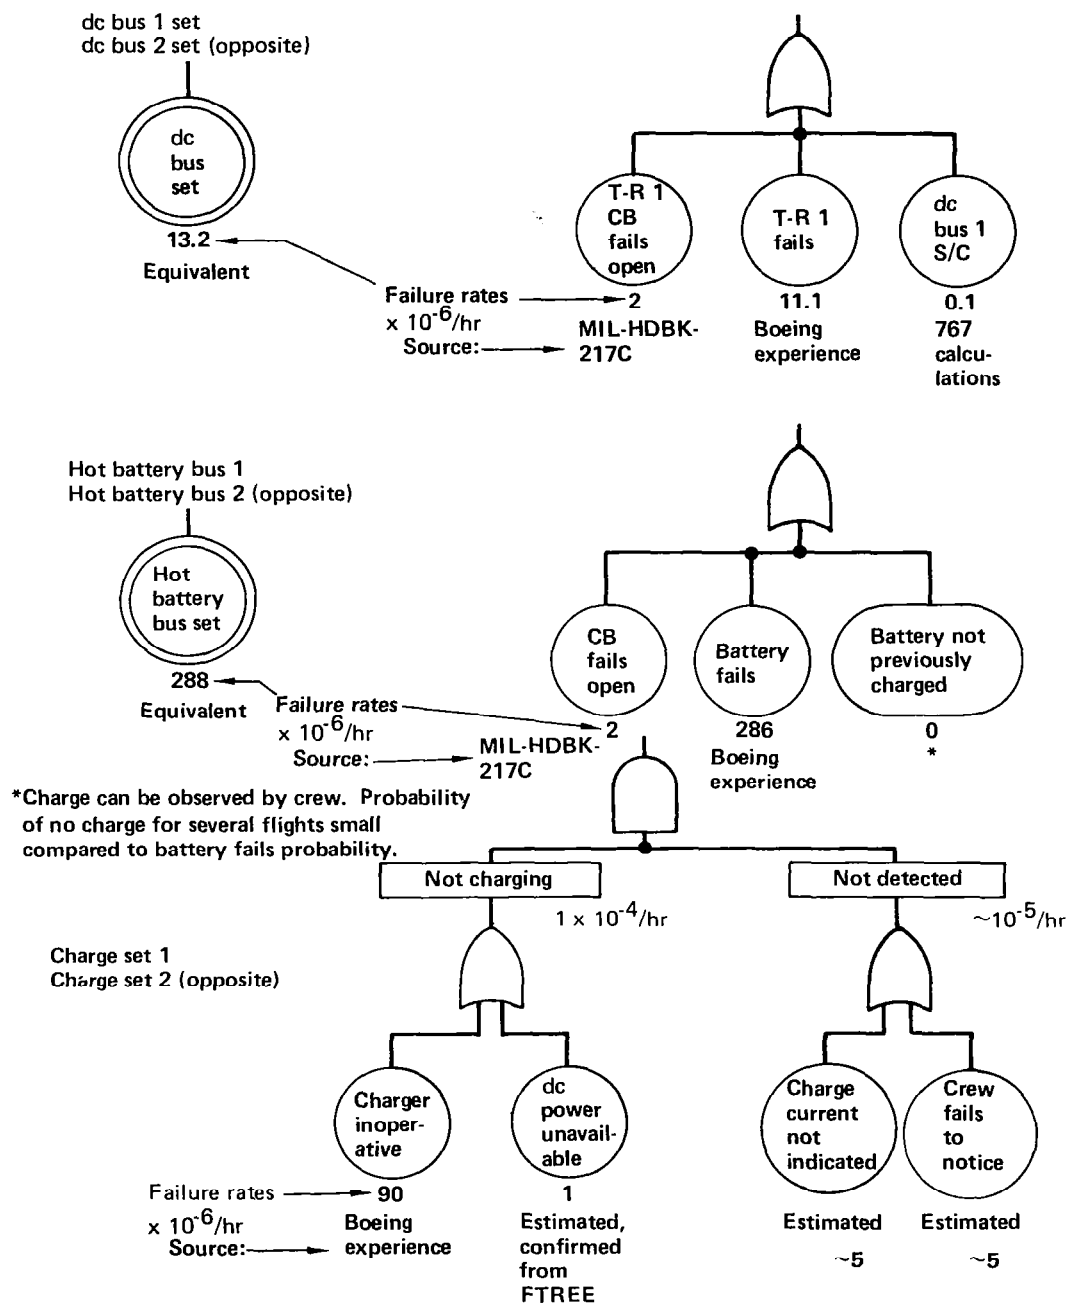 dc bus 1 set
dc bus 2 set (opposite)
dc
bus
set
13.2
Equivalent
T-R 1
CB
fails
open
T-R 1
fails
dc
bus 1
S/C
Failure rates
x 10-6/hr
Source:
2
MIL-HDBK-
217C
11.1
Boeing
experience
0.1
767
calcu-
lations
Hot battery bus 1
Hot battery bus 2 (opposite)
Hot
battery
bus set
288
Equivalent
CB
fails
open
Battery
fails
Battery not
previously
charged
Failure rates
x 10-6/hr
Source:
2
MIL-HDBK-
217C
286
Boeing
experience
0
*
*Charge can be observed by crew. Probability
of no charge for several flights small
compared to battery fails probability.
Not charging
1 x 10-4/hr
Not detected
~10-5/hr
Charge set 1
Charge set 2 (opposite)
Charger
inoper-
ative
dc
power
unavail-
able
Charge
current
not
indicated
Crew
fails
to
notice
Failure rates
x 10-6/hr
Source:
90
Boeing
experience
1
Estimated,
confirmed
from
FTREE
Estimated
~5
Estimated
~5